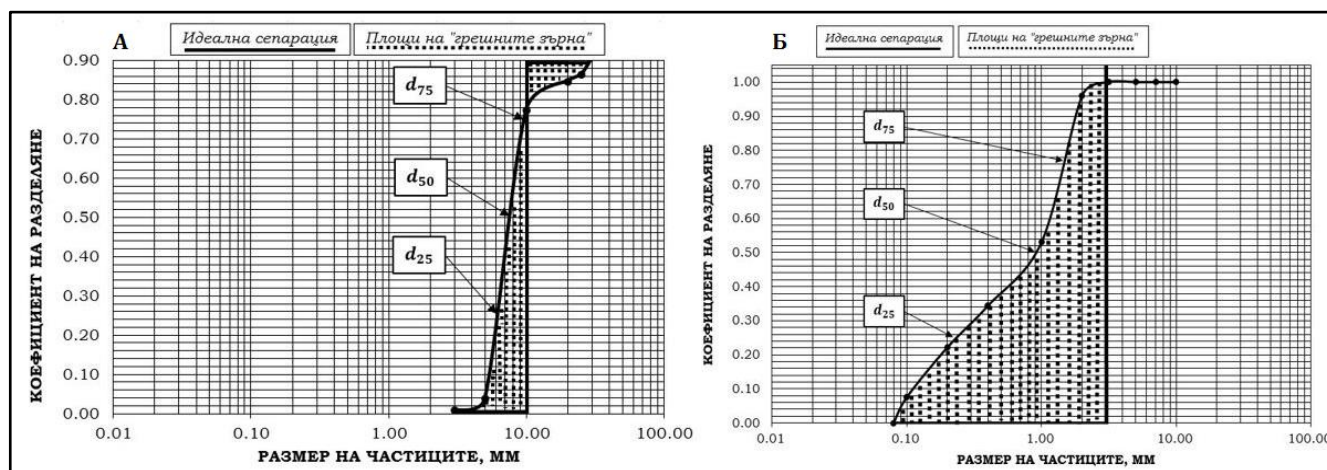 А
Идеална сепарация
Площи на "грешните зърна"
КОЕФИЦИЕНТ НА РАЗДЕЛЯНЕ
0.90
0.80
0.70
0.60
0.50
0.40
0.30
0.20
0.10
0.00
d75
d50
d25
0.01
0.10
1.00
10.00
100.00
РАЗМЕР НА ЧАСТИЦИТЕ, ММ
Б
Идеална сепарация
Площи на "грешните зърна"
КОЕФИЦИЕНТ НА РАЗДЕЛЯНЕ
1.00
0.90
0.80
0.70
0.60
0.50
0.40
0.30
0.20
0.10
0.00
d75
d50
d25
0.01
0.10
1.00
10.00
100.00
РАЗМЕР НА ЧАСТИЦИТЕ, ММ